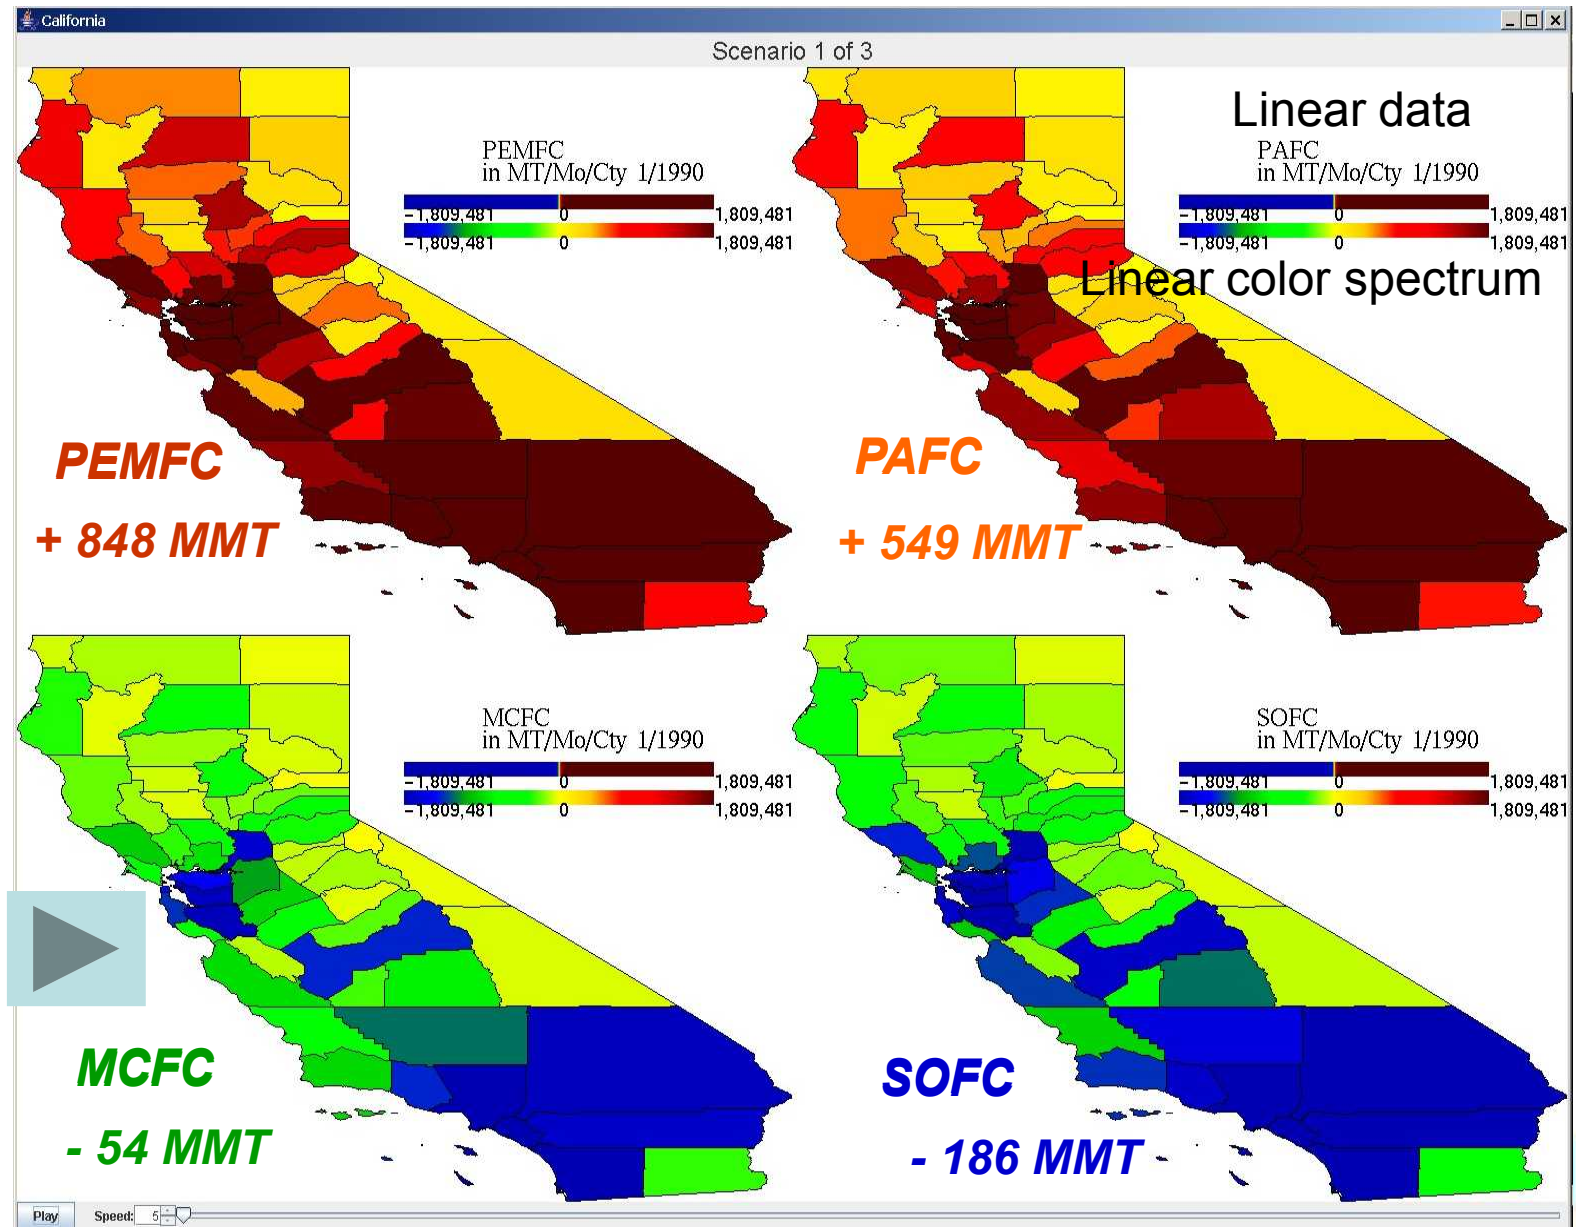 California
Scenario 1 of 3
Linear data
PEMFC
in MT/Mo/Cty 1/1990
-1,809,481 0 1,809,481
-1,809,481 0 1,809,481
PAFC
in MT/Mo/Cty 1/1990
-1,809,481 0 1,809,481
-1,809,481 0 1,809,481
Linear color spectrum
PEMFC
+ 848 MMT
PAFC
+ 549 MMT
MCFC
in MT/Mo/Cty 1/1990
-1,809,481 0 1,809,481
-1,809,481 0 1,809,481
SOFC
in MT/Mo/Cty 1/1990
-1,809,481 0 1,809,481
-1,809,481 0 1,809,481
MCFC
- 54 MMT
SOFC
- 186 MMT
Play Speed: 5